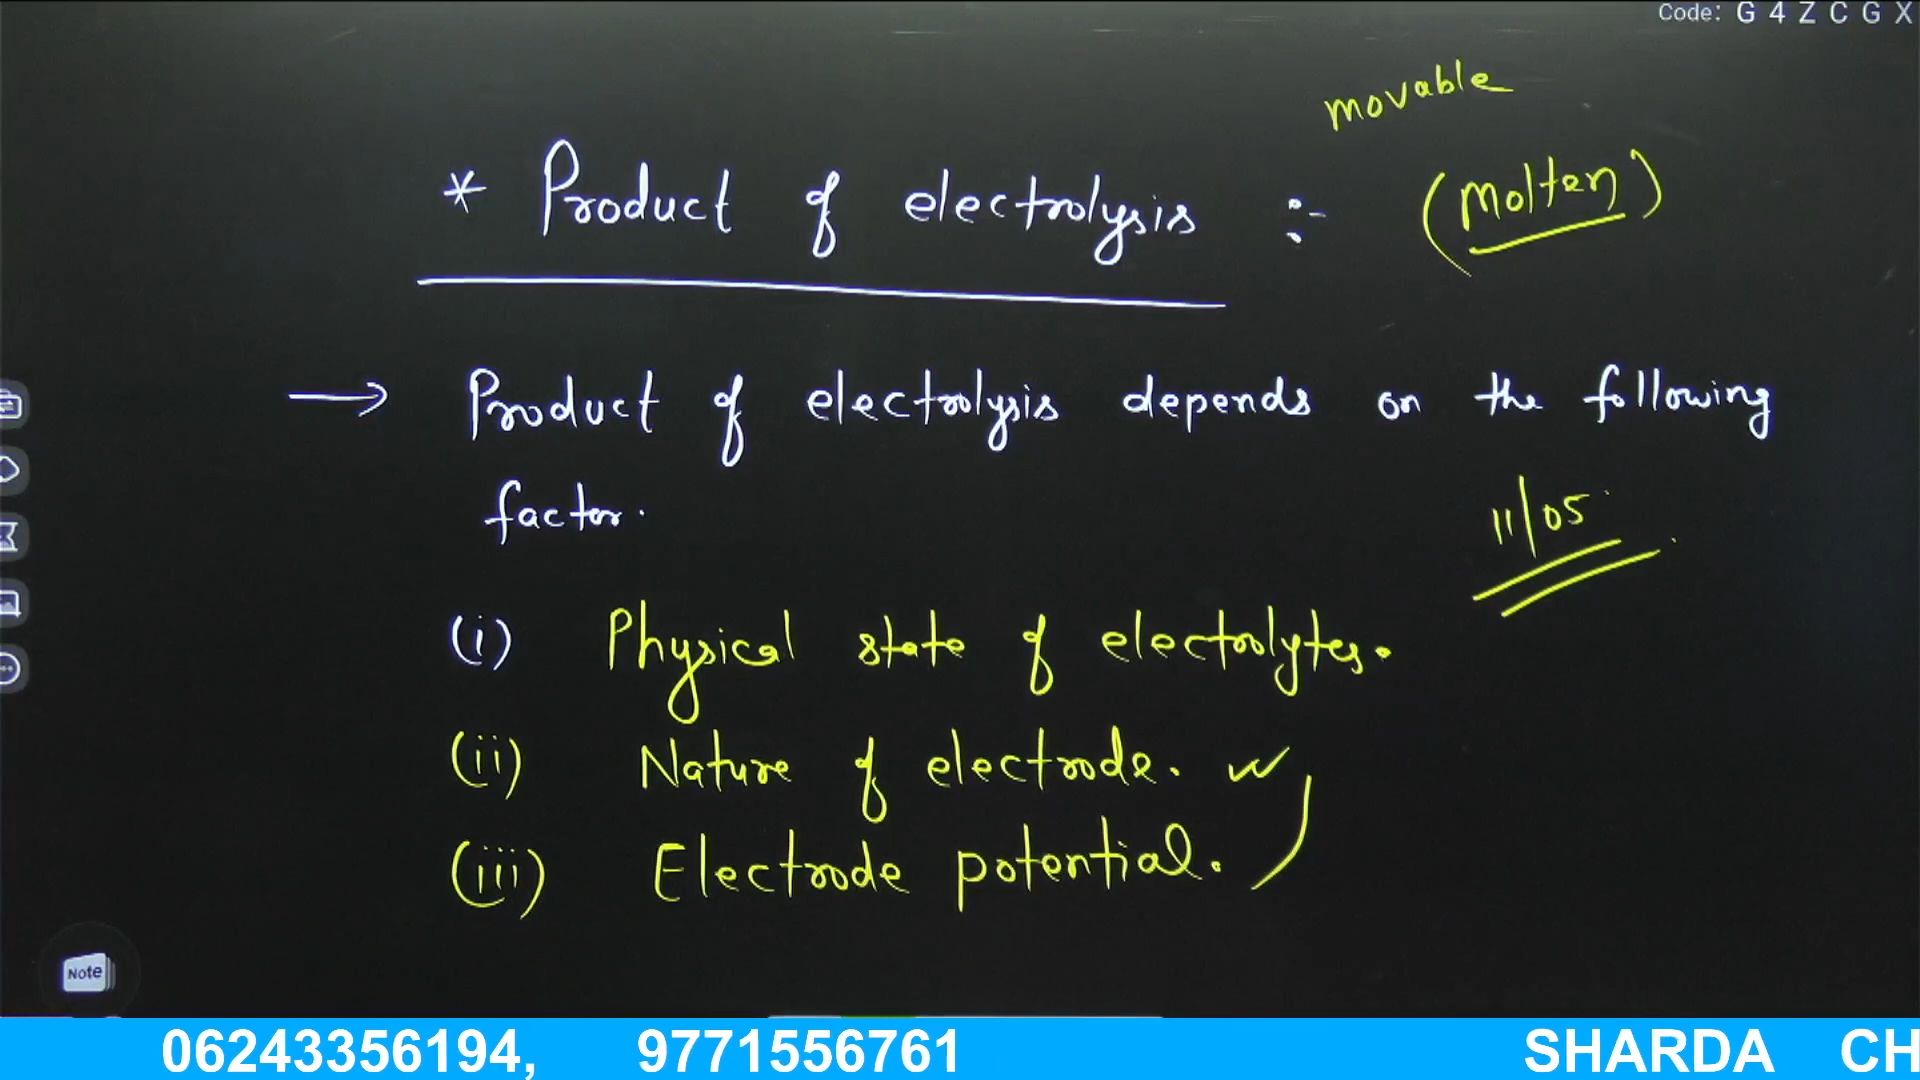 Code: G 4 Z C G X
movable
* Product of electrolysis :-
(Molten)
→ Product of electrolysis depends on the following
factor.
11/05
(i) Physical state of electrolytes.
(ii) Nature of electrode.
(iii) Electrode potential.
Note
06243356194, 9771556761 SHARDA CH